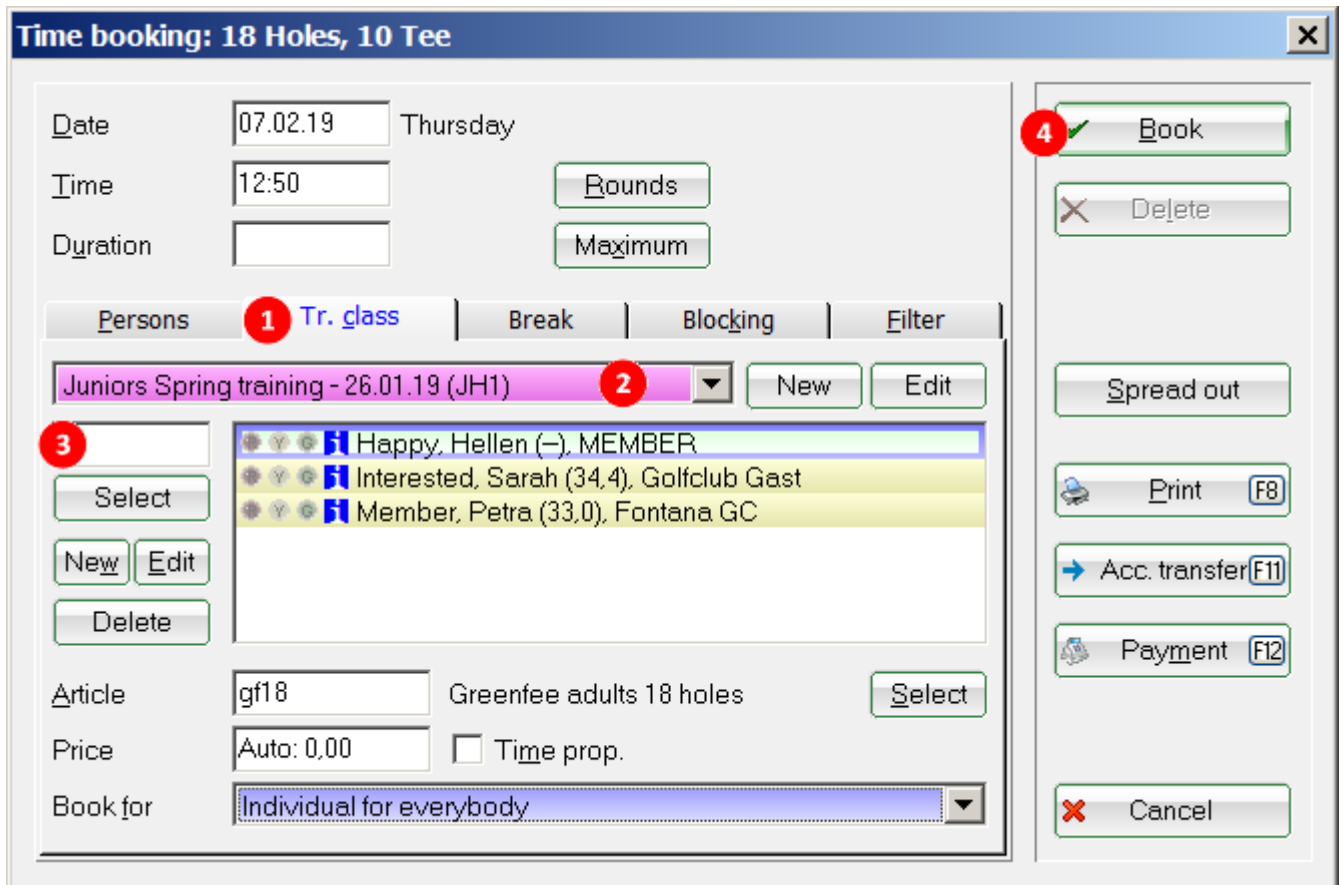 Time booking: 18 Holes, 10 Tee
Date 07.02.19 Thursday
Time 12:50 Rounds
Duration Maximum
Persons 1 Tr. class Break Blocking Filter
Juniors Spring training - 26.01.19 (JH1) 2 New Edit
3
Select
New Edit
Delete
Happy, Hellen (--), MEMBER
Interested, Sarah (34,4), Golfclub Gast
Member, Petra (33,0), Fontana GC
Article gf18 Greenfee adults 18 holes Select
Price Auto: 0,00 Time prop.
Book for Individual for everybody
4 Book
Delete
Spread out
Print F8
Acc. transfer F11
Payment F12
Cancel